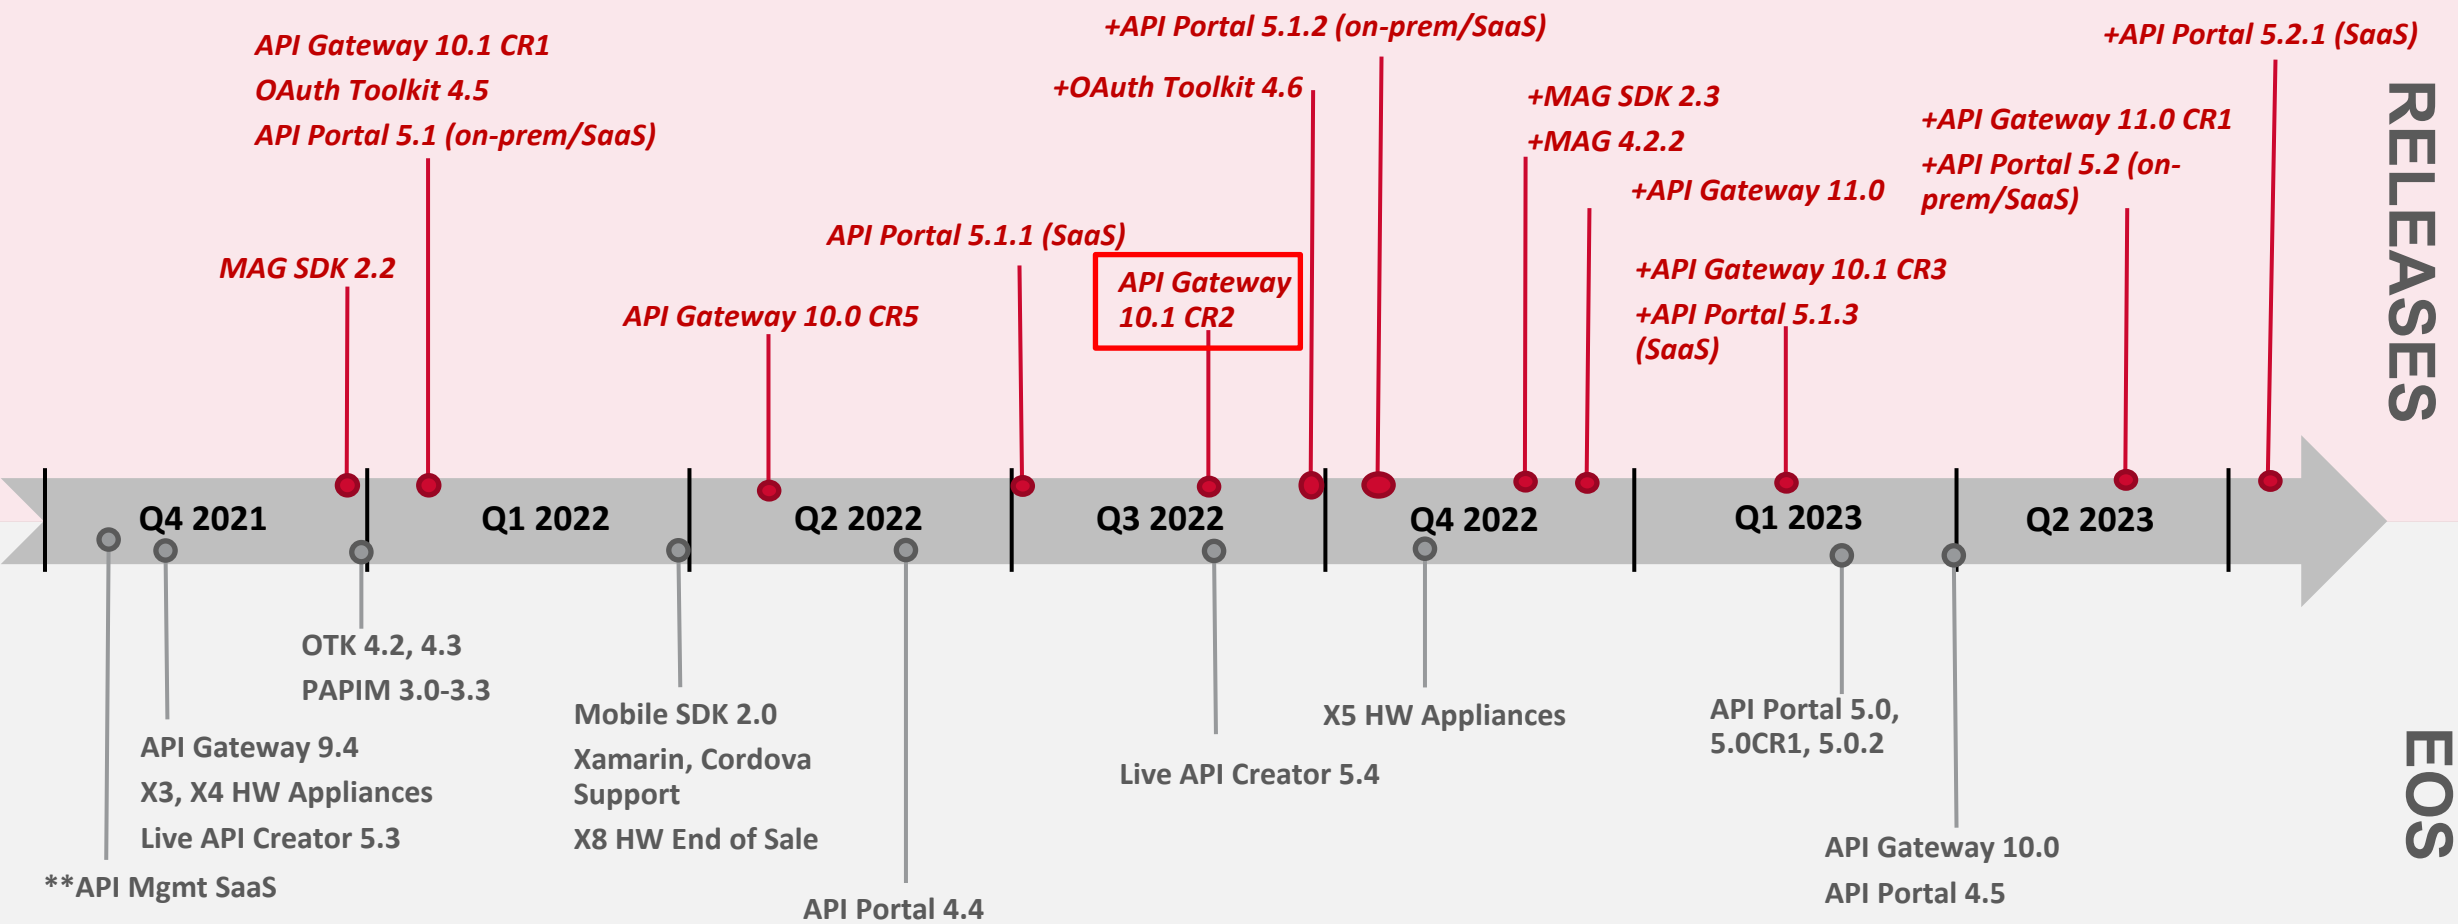 API Gateway 10.1 CR1
OAuth Toolkit 4.5
API Portal 5.1 (on-prem/SaaS)
MAG SDK 2.2
API Gateway 10.0 CR5
API Portal 5.1.1 (SaaS)
API Gateway
10.1 CR2
+OAuth Toolkit 4.6
+API Portal 5.1.2 (on-prem/SaaS)
+MAG SDK 2.3
+MAG 4.2.2
+API Gateway 11.0
+API Gateway 10.1 CR3
+API Portal 5.1.3
(SaaS)
+API Gateway 11.0 CR1
+API Portal 5.2 (on-
prem/SaaS)
+API Portal 5.2.1 (SaaS)
RELEASES
Q4 2021
Q1 2022
Q2 2022
Q3 2022
Q4 2022
Q1 2023
Q2 2023
**API Mgmt SaaS
API Gateway 9.4
X3, X4 HW Appliances
Live API Creator 5.3
OTK 4.2, 4.3
PAPIM 3.0-3.3
Mobile SDK 2.0
Xamarin, Cordova
Support
X8 HW End of Sale
API Portal 4.4
Live API Creator 5.4
X5 HW Appliances
API Portal 5.0,
5.0CR1, 5.0.2
API Gateway 10.0
API Portal 4.5
EOS